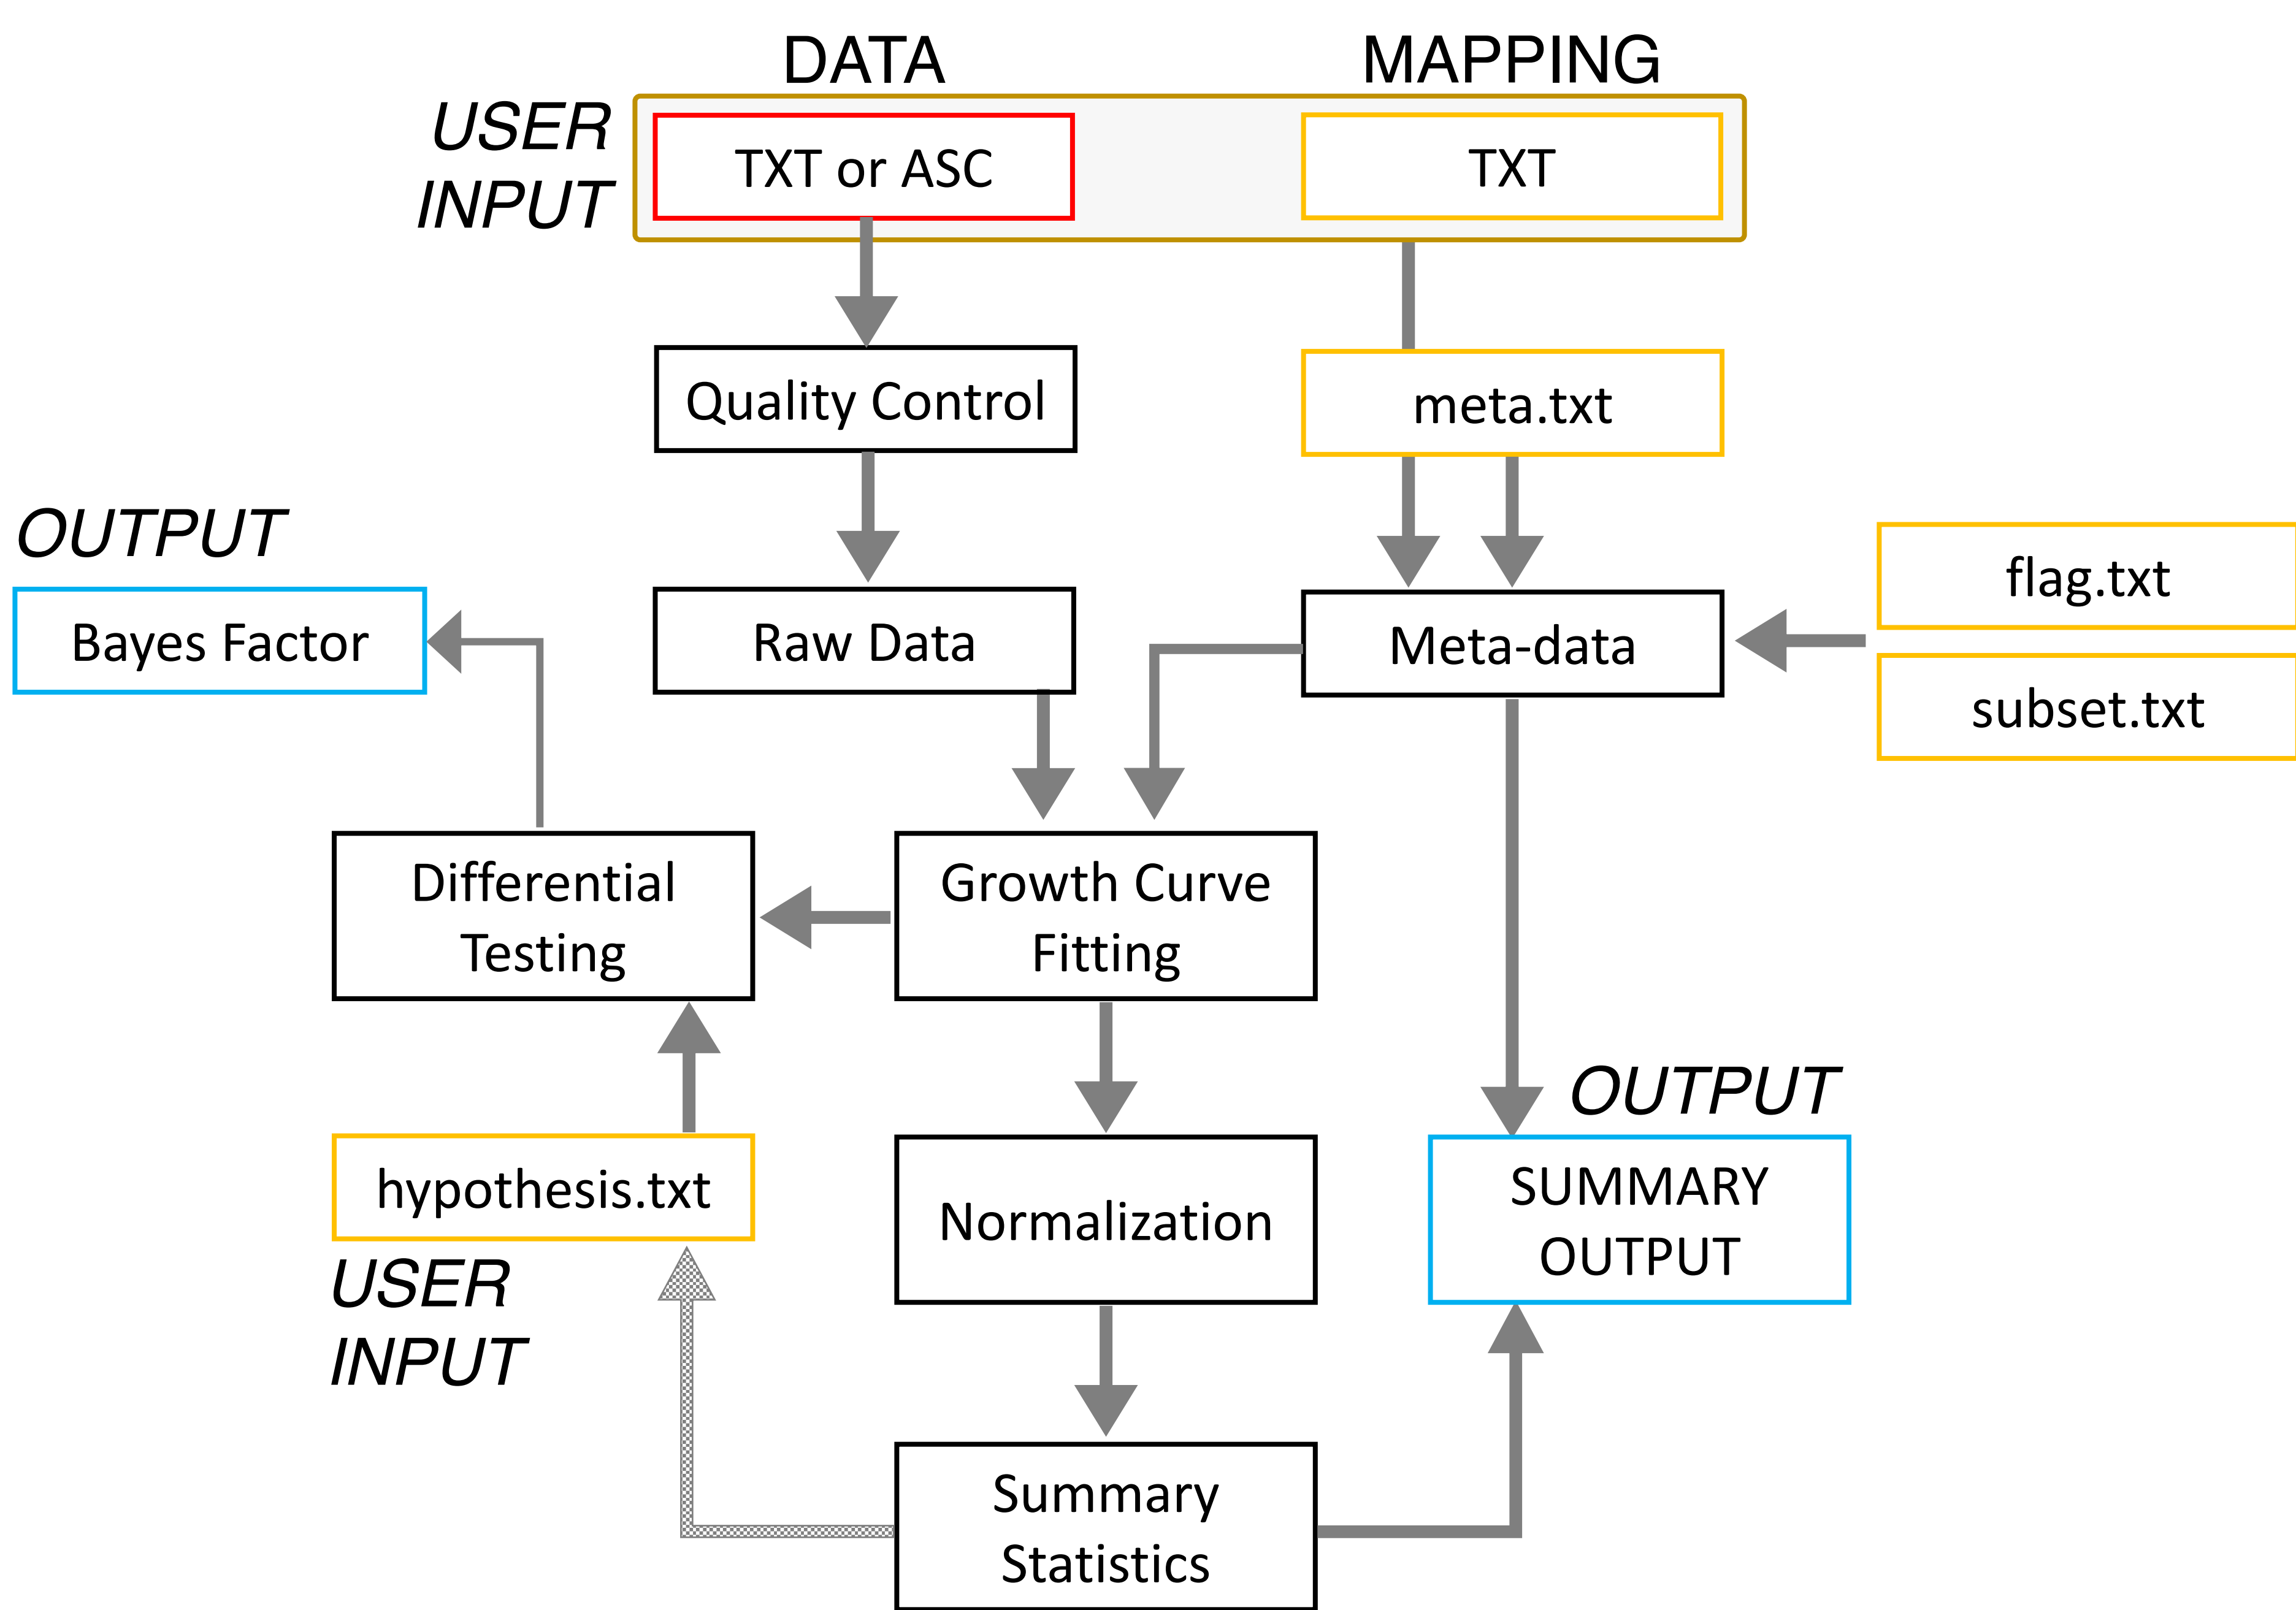 DATA
MAPPING
USER
INPUT
TXT or ASC
TXT
Quality Control
meta.txt
OUTPUT
Bayes Factor
Raw Data
Meta-data
flag.txt
subset.txt
Differential
Testing
Growth Curve
Fitting
hypothesis.txt
USER
INPUT
Normalization
OUTPUT
SUMMARY
OUTPUT
Summary
Statistics